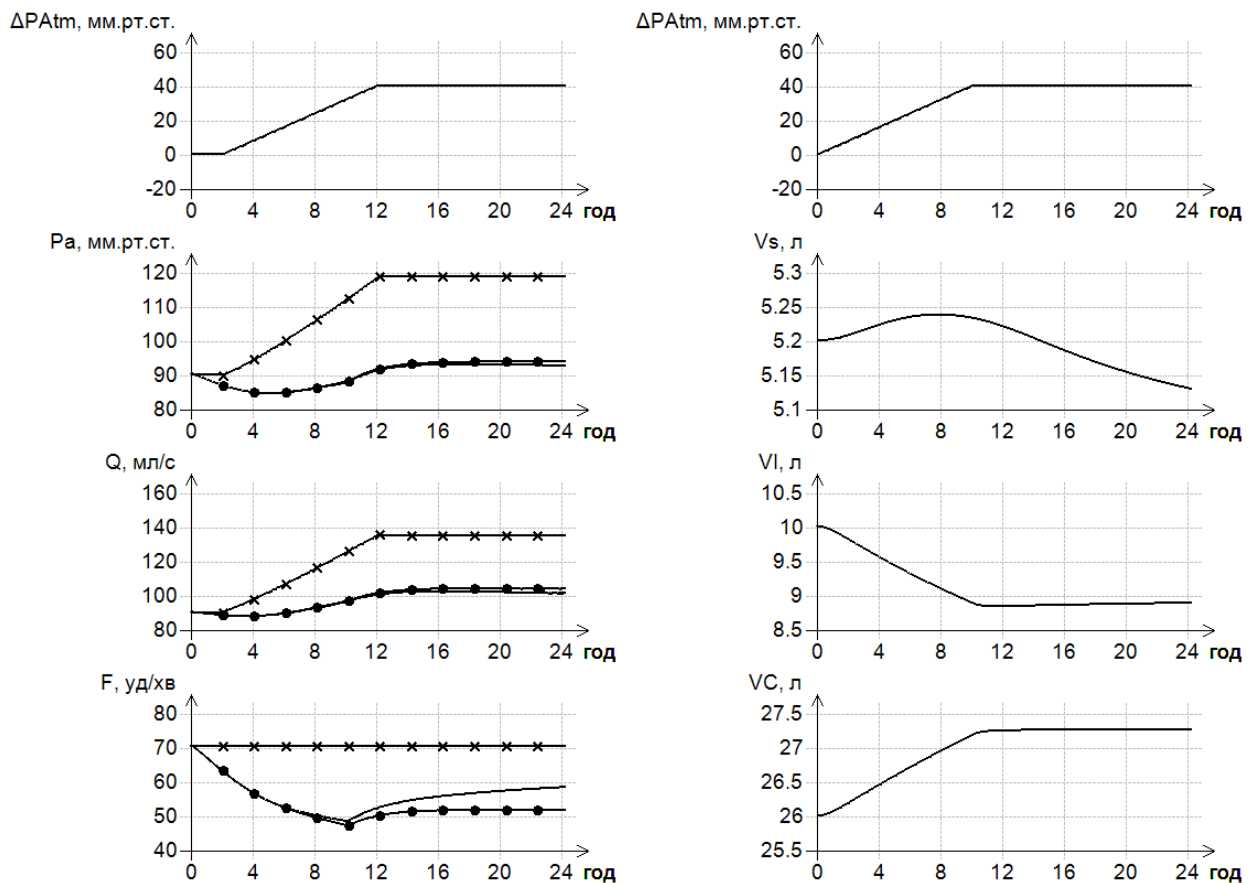 ΔPAtm, мм.рт.ст.
60
40
20
0
-20
0 4 8 12 16 20 24 год
Pa, мм.рт.ст.
120
110
100
90
80
0 4 8 12 16 20 24 год
Q, мл/с
160
140
120
100
80
0 4 8 12 16 20 24 год
F, уд/хв
80
70
60
50
40
0 4 8 12 16 20 24 год
ΔPAtm, мм.рт.ст.
60
40
20
0
-20
0 4 8 12 16 20 24 год
Vs, л
5.3
5.25
5.2
5.15
5.1
0 4 8 12 16 20 24 год
VI, л
10.5
10
9.5
9
8.5
0 4 8 12 16 20 24 год
VC, л
27.5
27
26.5
26
25.5
0 4 8 12 16 20 24 год